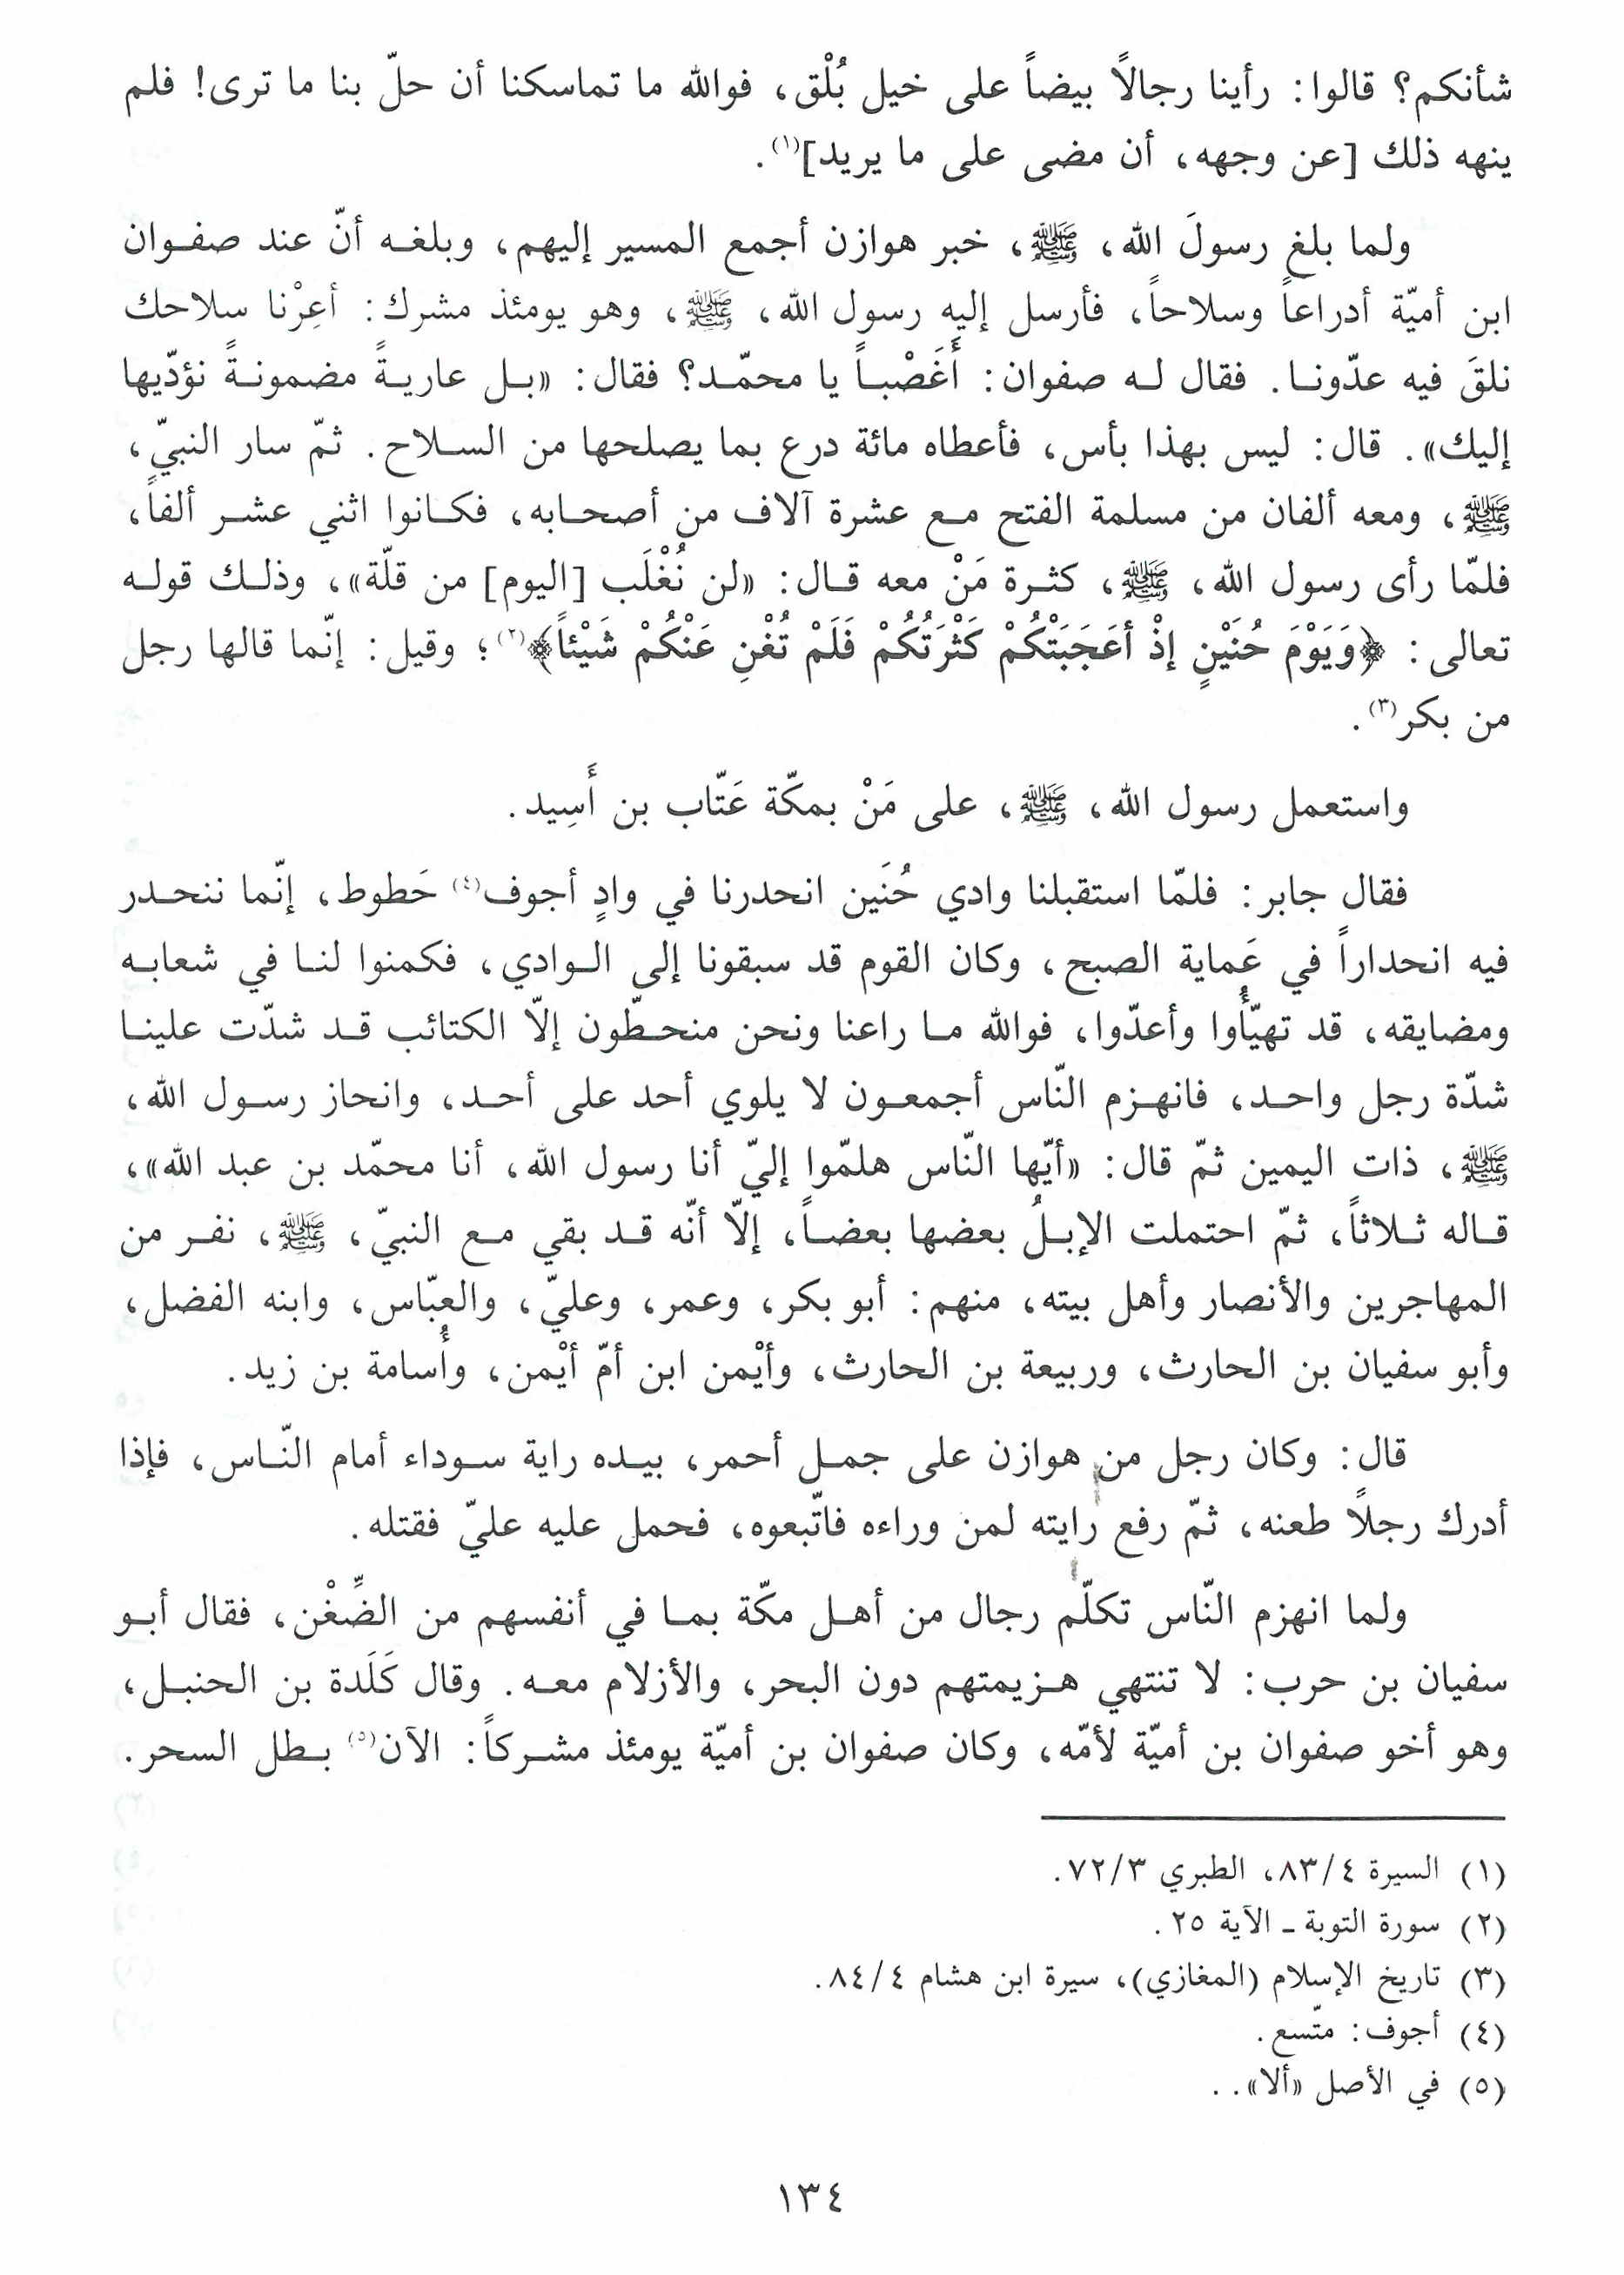 شأنكم؟ قالوا: رأينا رجالاً بيضاً على خيل بُلْق، فوالله ما تماسكنا أن حلّ بنا ما ترى! فلم
ينهه ذلك [عن وجهه، أن مضى على ما يريد]⁽١⁾.
ولما بلغ رسولَ الله، ﷺ، خبر هوازن أجمع المسير إليهم، وبلغه أنّ عند صفوان
ابن أميّة أدراعاً وسلاحاً، فأرسل إليه رسول الله، ﷺ، وهو يومئذ مشرك: أعِرْنا سلاحك
نلقَ فيه عدّونا. فقال له صفوان: أَغَصْباً يا محمّد؟ فقال: «بل عاريةً مضمونةً نؤدّيها
إليك». قال: ليس بهذا بأس، فأعطاه مائة درع بما يصلحها من السلاح. ثمّ سار النبيّ،
ﷺ، ومعه ألفان من مسلمة الفتح مع عشرة آلاف من أصحابه، فكانوا اثني عشر ألفاً،
فلمّا رأى رسول الله، ﷺ، كثرة مَنْ معه قال: «لن نُغْلَب [اليوم] من قلّة»، وذلك قوله
تعالى: ﴿وَيَوْمَ حُنَيْنٍ إذْ أعَجَبَتْكُمْ كَثْرَتُكُمْ فَلَمْ تُغْنِ عَنْكُمْ شَيْئاً﴾⁽٢⁾؛ وقيل: إنّما قالها رجل
من بكر⁽٣⁾.
واستعمل رسول الله، ﷺ، على مَنْ بمكّة عَتّاب بن أَسِيد.
فقال جابر: فلمّا استقبلنا وادي حُنَين انحدرنا في وادٍ أجوف⁽٤⁾ حَطوط، إنّما ننحدر
فيه انحداراً في عَماية الصبح، وكان القوم قد سبقونا إلى الوادي، فكمنوا لنا في شعابه
ومضايقه، قد تهيّأُوا وأعدّوا، فوالله ما راعنا ونحن منحطّون إلاّ الكتائب قد شدّت علينا
شدّة رجل واحد، فانهزم النّاس أجمعون لا يلوي أحد على أحد، وانحاز رسول الله،
ﷺ، ذات اليمين ثمّ قال: «أيّها النّاس هلمّوا إليّ أنا رسول الله، أنا محمّد بن عبد الله»،
قاله ثلاثاً، ثمّ احتملت الإبلُ بعضها بعضاً، إلاّ أنّه قد بقي مع النبيّ، ﷺ، نفر من
المهاجرين والأنصار وأهل بيته، منهم: أبو بكر، وعمر، وعليّ، والعبّاس، وابنه الفضل،
وأبو سفيان بن الحارث، وربيعة بن الحارث، وأيْمن ابن أمّ أيْمن، وأُسامة بن زيد.
قال: وكان رجل من هوازن على جمل أحمر، بيده راية سوداء أمام النّاس، فإذا
أدرك رجلًا طعنه، ثمّ رفع رايته لمن وراءه فاتّبعوه، فحمل عليه عليّ فقتله.
ولما انهزم النّاس تكلّم رجال من أهل مكّة بما في أنفسهم من الضِّغْن، فقال أبو
سفيان بن حرب: لا تنتهي هزيمتهم دون البحر، والأزلام معه. وقال كَلَدة بن الحنبل،
وهو أخو صفوان بن أميّة لأمّه، وكان صفوان بن أميّة يومئذ مشركاً: الآن⁽٥⁾ بطل السحر.
(١) السيرة ٨٣/٤، الطبري ٧٢/٣.
(٢) سورة التوبة ـ الآية ٢٥.
(٣) تاريخ الإسلام (المغازي)، سيرة ابن هشام ٨٤/٤.
(٤) أجوف: متّسع.
(٥) في الأصل «ألا»..
١٣٤